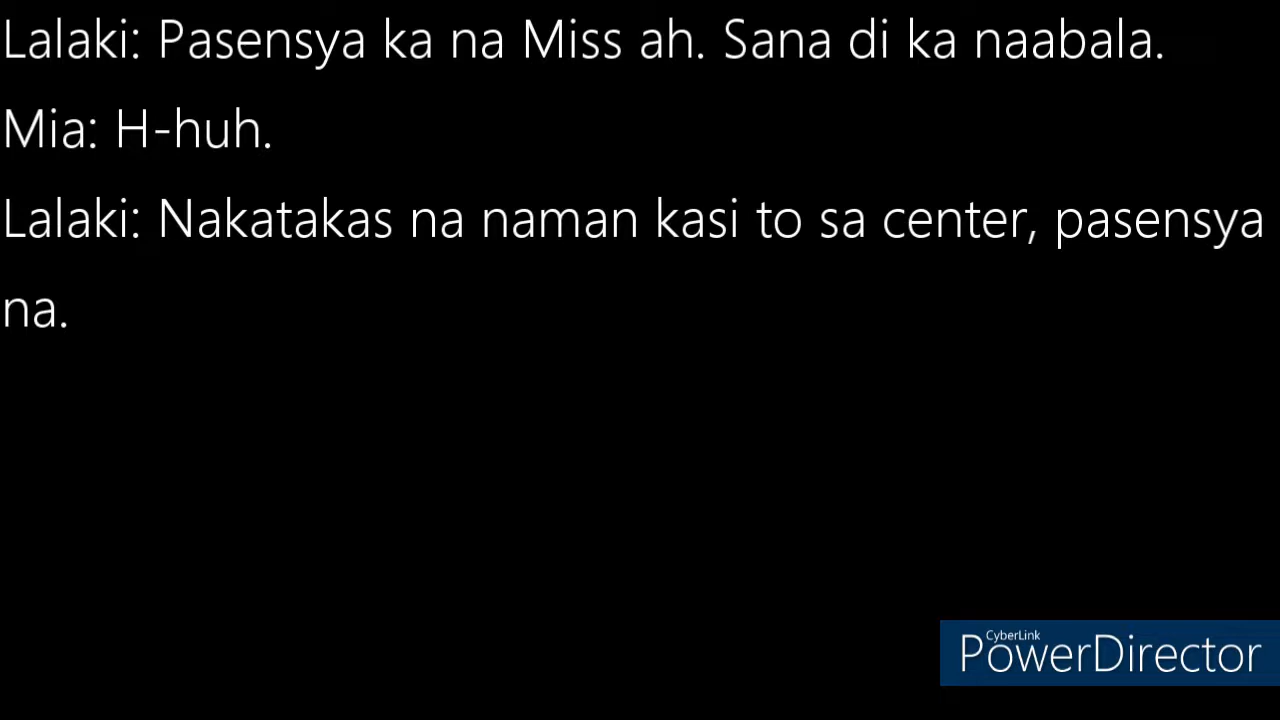 Lalaki: Pasensya ka na Miss ah. Sana di ka naabala.
Mia: H-huh.
Lalaki: Nakatakas na naman kasi to sa center, pasensya
na.
CyberLink
PowerDirector